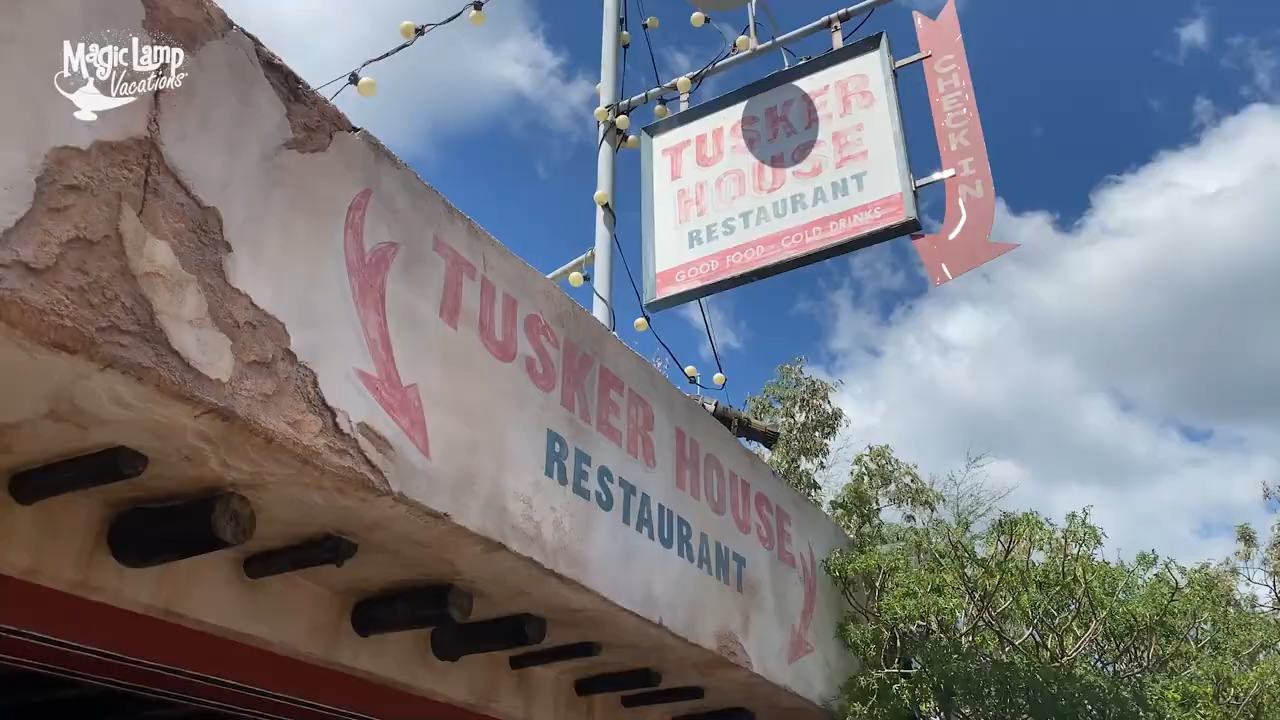 Magic Lamp
Vacations
TUSKER
HOUSE
RESTAURANT
GOOD FOOD - COLD DRINKS
CHECK IN
TUSKER HOUSE
RESTAURANT